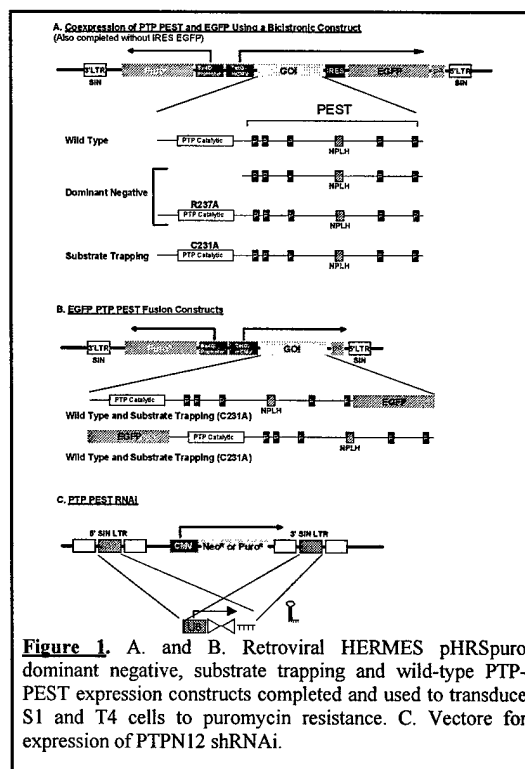 A. Coexpression of PTP PEST and EGFP Using a Bicistronic Construct
(Also completed without IRES EGFP)
3'LTR GOI IRES EGFP 5'LTR
SIN SIN
PEST
Wild Type PTP Catalytic
NPLH
Dominant Negative
NPLH
R237A
PTP Catalytic
NPLH
C231A
Substrate Trapping PTP Catalytic
NPLH
B. EGFP PTP PEST Fusion Constructs
3'LTR GOI 5'LTR
SIN SIN
PTP Catalytic EGFP
NPLH
Wild Type and Substrate Trapping (C231A)
EGFP PTP Catalytic
NPLH
Wild Type and Substrate Trapping (C231A)
C. PTP PEST RNAi
5' SIN LTR 3' SIN LTR
CMV Neoᴿ or Puroᴿ
U6 TTTT
Figure 1. A. and B. Retroviral HERMES pHRSpuro
dominant negative, substrate trapping and wild-type PTP-
PEST expression constructs completed and used to transduce
S1 and T4 cells to puromycin resistance. C. Vectore for
expression of PTPN12 shRNAi.